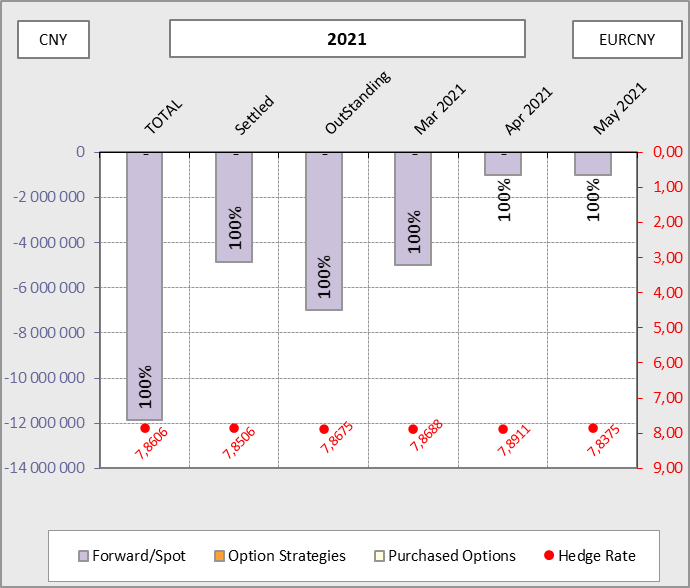 CNY
2021
EURCNY
TOTAL
Settled
OutStanding
Mar 2021
Apr 2021
May 2021
0
-2 000 000
-4 000 000
-6 000 000
-8 000 000
-10 000 000
-12 000 000
-14 000 000
0,00
1,00
2,00
3,00
4,00
5,00
6,00
7,00
8,00
9,00
100%
100%
100%
100%
100%
100%
7,8606
7,8506
7,8675
7,8688
7,8911
7,8375
Forward/Spot
Option Strategies
Purchased Options
Hedge Rate